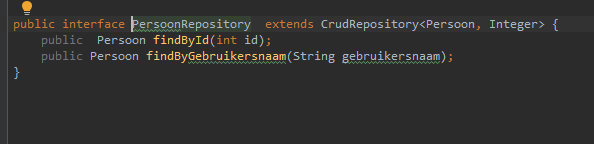 public interface PersoonRepository  extends CrudRepository<Persoon, Integer> {
    public  Persoon findById(int id);
    public Persoon findByGebruikersnaam(String gebruikersnaam);
}